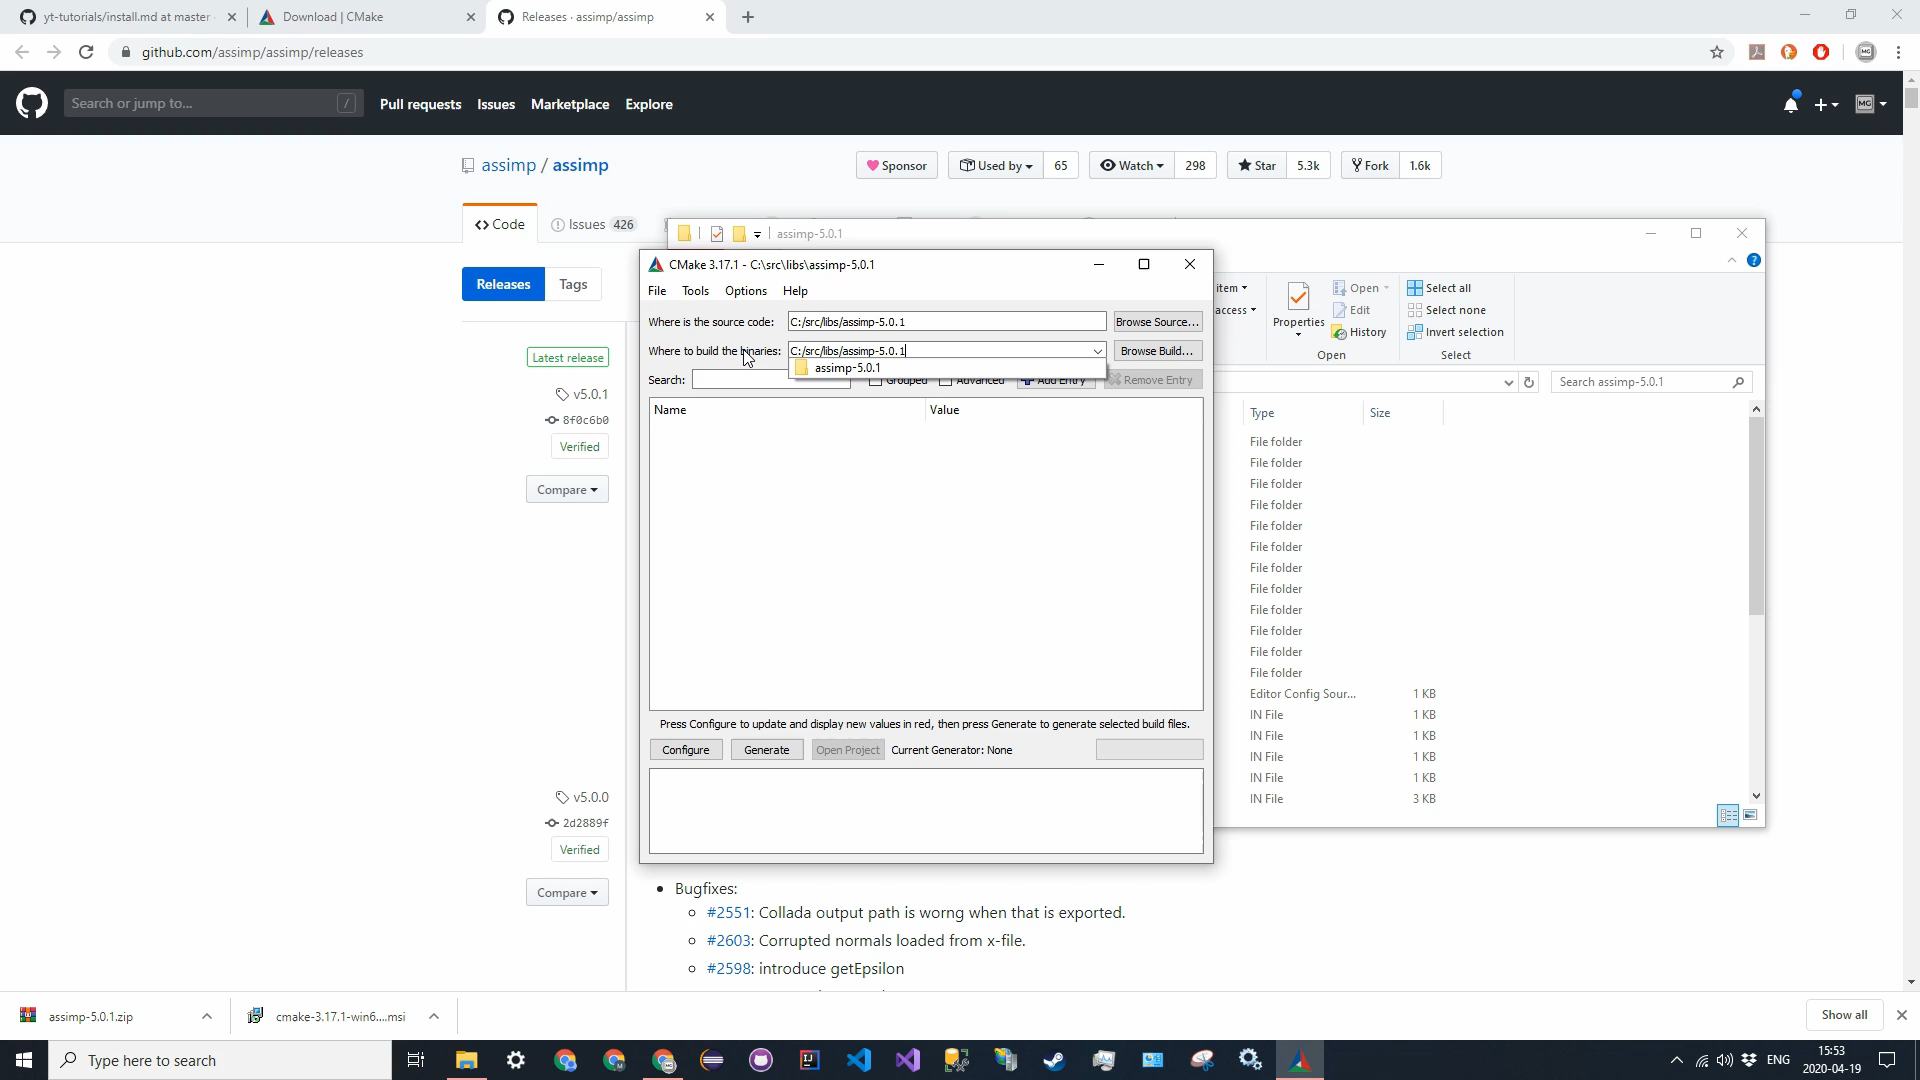 yt-tutorials/install.md at master
Download | CMake
Releases · assimp/assimp
github.com/assimp/assimp/releases
Search or jump to...
/
Pull requests
Issues
Marketplace
Explore
MG
assimp / assimp
Sponsor
Used by
65
Watch
298
Star
5.3k
Fork
1.6k
Code
Issues 426
Releases
Tags
Latest release
v5.0.1
8f0c6b0
Verified
Compare
v5.0.0
2d2889f
Verified
Compare
assimp-5.0.1
item
access
Properties
Open
Edit
History
Open
Select all
Select none
Invert selection
Select
Search assimp-5.0.1
Type
Size
File folder
File folder
File folder
File folder
File folder
File folder
File folder
File folder
File folder
File folder
File folder
File folder
Editor Config Sour... 1 KB
IN File 1 KB
IN File 1 KB
IN File 1 KB
IN File 1 KB
IN File 3 KB
CMake 3.17.1 - C:\src\libs\assimp-5.0.1
File Tools Options Help
Where is the source code: C:/src/libs/assimp-5.0.1 Browse Source...
Where to build the binaries: C:/src/libs/assimp-5.0.1 Browse Build...
assimp-5.0.1
Search: Grouped Advanced Add Entry Remove Entry
Name Value
Press Configure to update and display new values in red, then press Generate to generate selected build files.
Configure Generate Open Project Current Generator: None
Bugfixes:
#2551: Collada output path is worng when that is exported.
#2603: Corrupted normals loaded from x-file.
#2598: introduce getEpsilon
assimp-5.0.1.zip
cmake-3.17.1-win6....msi
Show all
Type here to search
ENG
15:53
2020-04-19